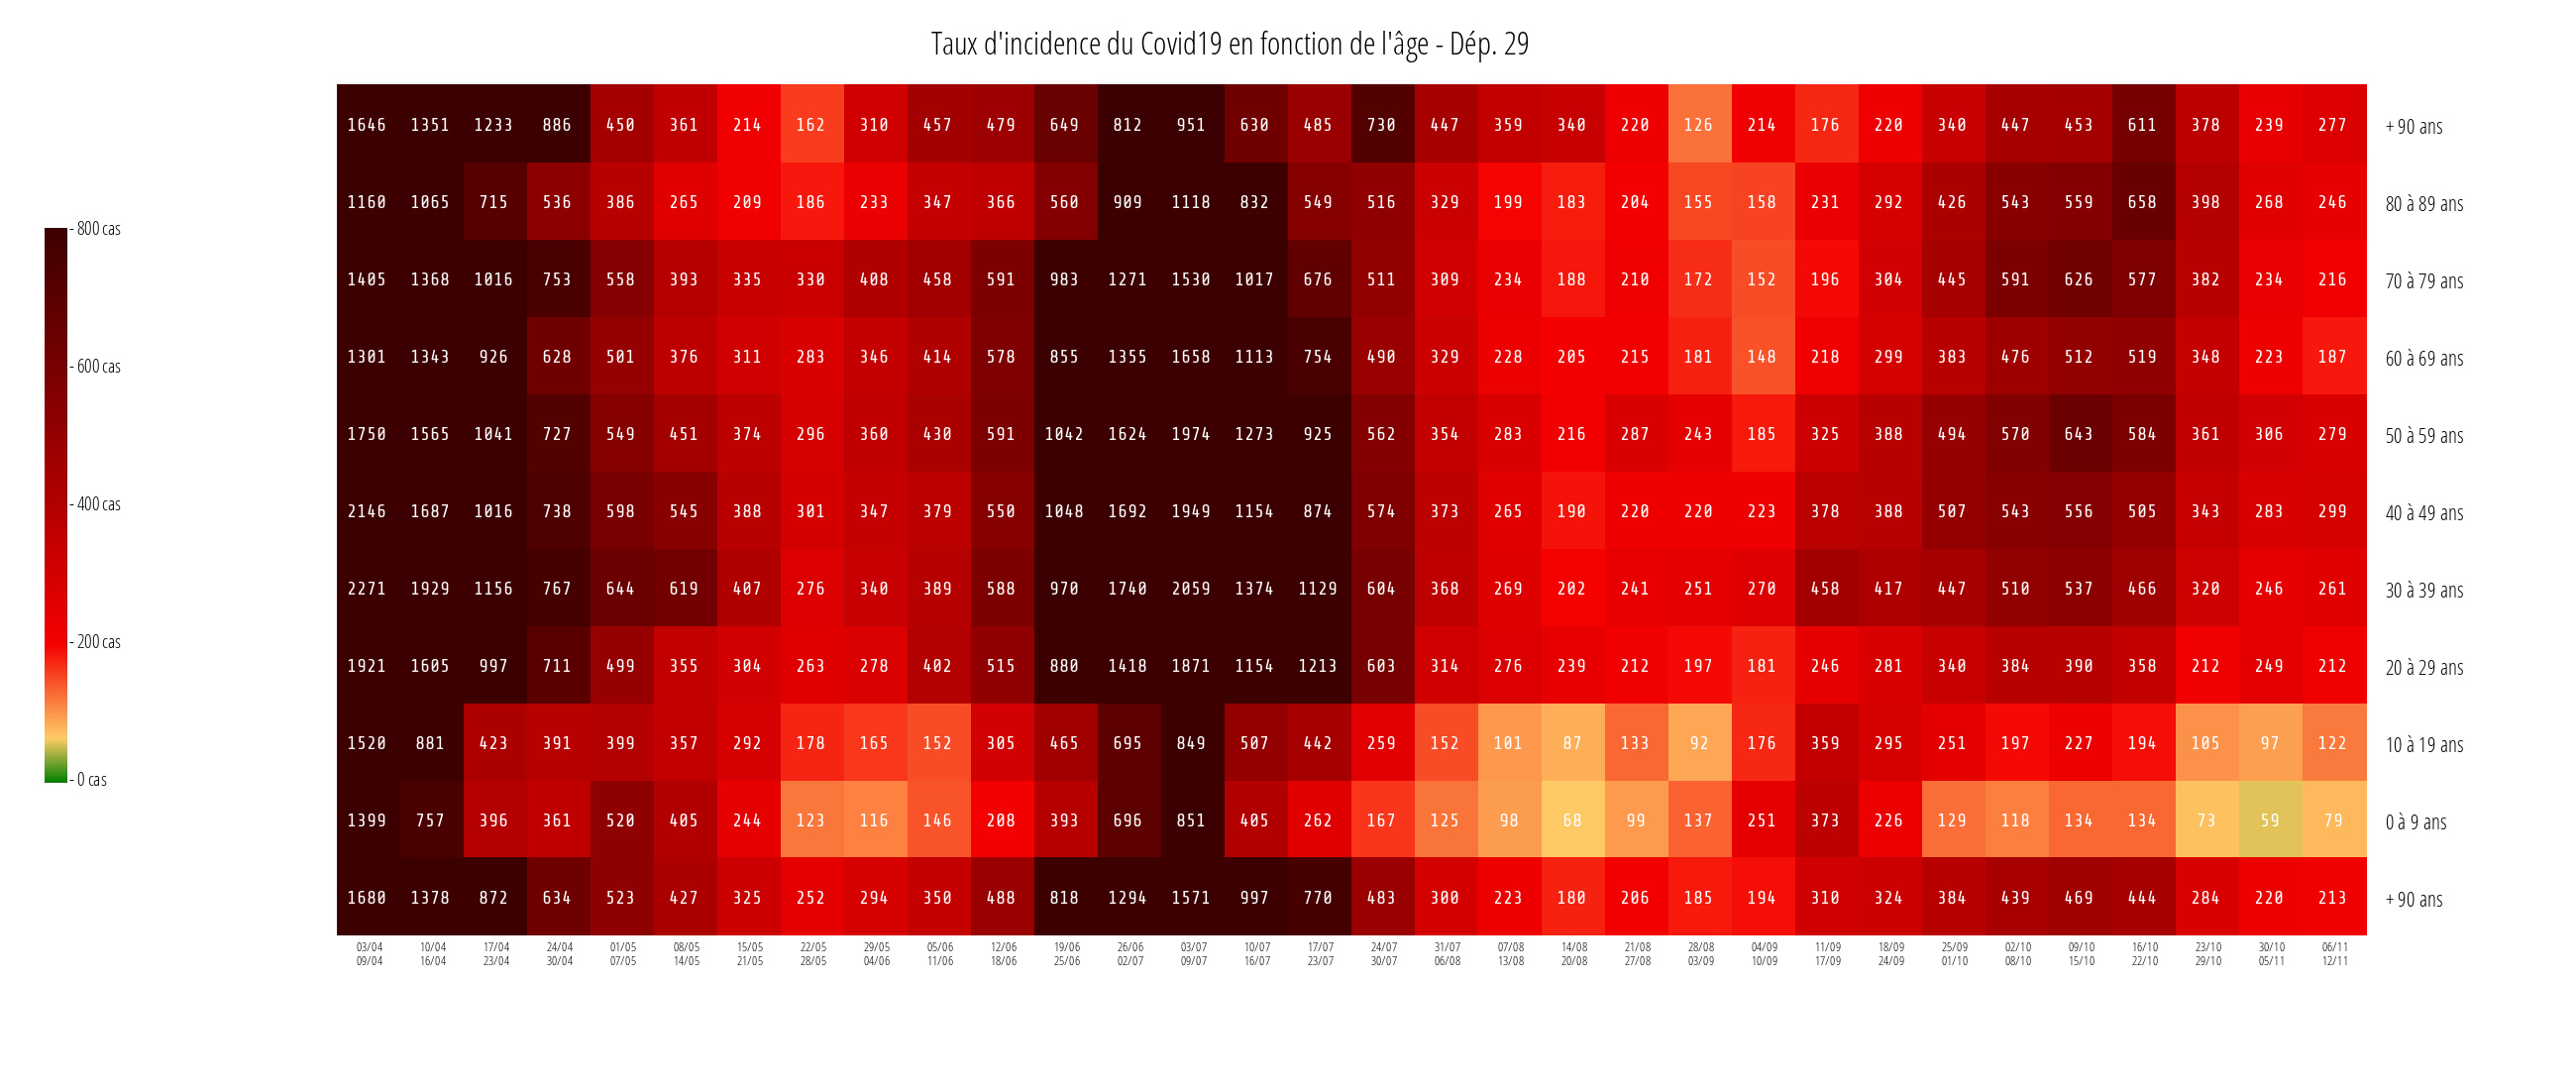 Taux d'incidence du Covid19 en fonction de l'âge - Dép. 29
1646 1351 1233 886 450 361 214 162 310 457 479 649 812 951 630 485 730 447 359 340 220 126 214 176 220 340 447 453 611 378 239 277 + 90 ans
1160 1065 715 536 386 265 209 186 233 347 366 560 909 1118 832 549 516 329 199 183 204 155 158 231 292 426 543 559 658 398 268 246 80 à 89 ans
- 800 cas
1405 1368 1016 753 558 393 335 330 408 458 591 983 1271 1530 1017 676 511 309 234 188 210 172 152 196 304 445 591 626 577 382 234 216 70 à 79 ans
1301 1343 926 628 501 376 311 283 346 414 578 855 1355 1658 1113 754 490 329 228 205 215 181 148 218 299 383 476 512 519 348 223 187 60 à 69 ans
- 600 cas
1750 1565 1041 727 549 451 374 296 360 430 591 1042 1624 1974 1273 925 562 354 283 216 287 243 185 325 388 494 570 643 584 361 306 279 50 à 59 ans
- 400 cas
2146 1687 1016 738 598 545 388 301 347 379 550 1048 1692 1949 1154 874 574 373 265 190 220 220 223 378 388 507 543 556 505 343 283 299 40 à 49 ans
2271 1929 1156 767 644 619 407 276 340 389 588 970 1740 2059 1374 1129 604 368 269 202 241 251 270 458 417 447 510 537 466 320 246 261 30 à 39 ans
- 200 cas
1921 1605 997 711 499 355 304 263 278 402 515 880 1418 1871 1154 1213 603 314 276 239 212 197 181 246 281 340 384 390 358 212 249 212 20 à 29 ans
1520 881 423 391 399 357 292 178 165 152 305 465 695 849 507 442 259 152 101 87 133 92 176 359 295 251 197 227 194 105 97 122 10 à 19 ans
- 0 cas
1399 757 396 361 520 405 244 123 116 146 208 393 696 851 405 262 167 125 98 68 99 137 251 373 226 129 118 134 134 73 59 79 0 à 9 ans
1680 1378 872 634 523 427 325 252 294 350 488 818 1294 1571 997 770 483 300 223 180 206 185 194 310 324 384 439 469 444 284 220 213 + 90 ans
03/04 10/04 17/04 24/04 01/05 08/05 15/05 22/05 29/05 05/06 12/06 19/06 26/06 03/07 10/07 17/07 24/07 31/07 07/08 14/08 21/08 28/08 04/09 11/09 18/09 25/09 02/10 09/10 16/10 23/10 30/10 06/11
09/04 16/04 23/04 30/04 07/05 14/05 21/05 28/05 04/06 11/06 18/06 25/06 02/07 09/07 16/07 23/07 30/07 06/08 13/08 20/08 27/08 03/09 10/09 17/09 24/09 01/10 08/10 15/10 22/10 29/10 05/11 12/11